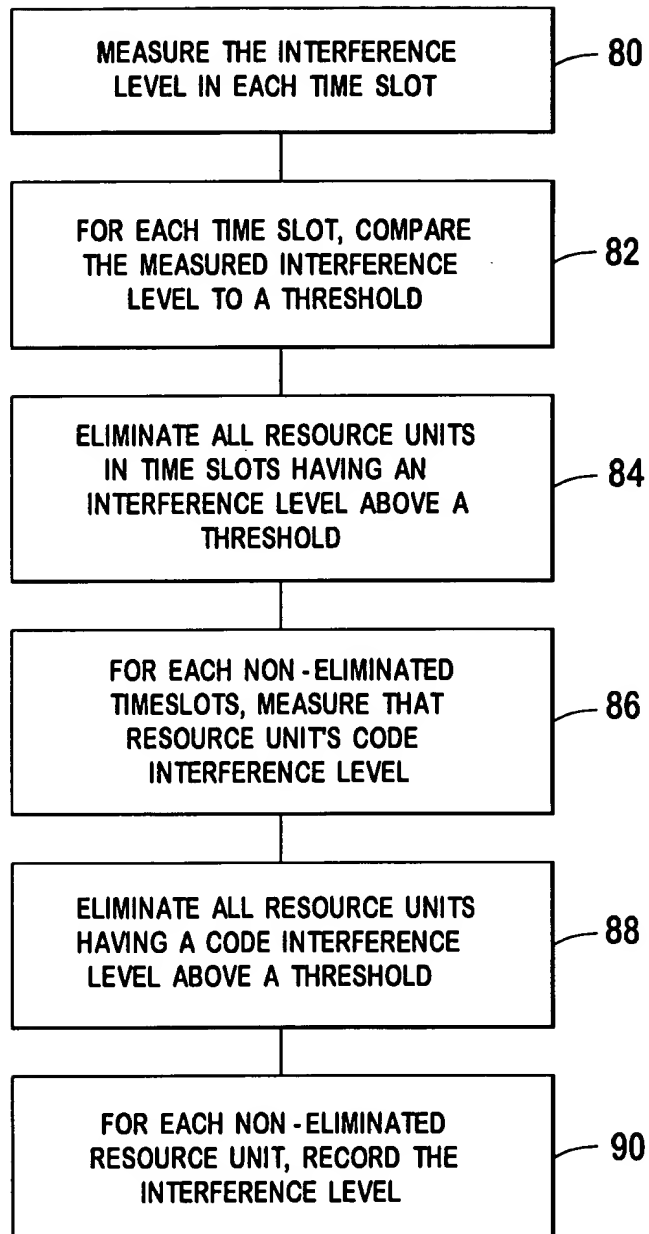 MEASURE THE INTERFERENCE
LEVEL IN EACH TIME SLOT
80
FOR EACH TIME SLOT, COMPARE
THE MEASURED INTERFERENCE
LEVEL TO A THRESHOLD
82
ELIMINATE ALL RESOURCE UNITS
IN TIME SLOTS HAVING AN
INTERFERENCE LEVEL ABOVE A
THRESHOLD
84
FOR EACH NON-ELIMINATED
TIMESLOTS, MEASURE THAT
RESOURCE UNIT'S CODE
INTERFERENCE LEVEL
86
ELIMINATE ALL RESOURCE UNITS
HAVING A CODE INTERFERENCE
LEVEL ABOVE A THRESHOLD
88
FOR EACH NON-ELIMINATED
RESOURCE UNIT, RECORD THE
INTERFERENCE LEVEL
90